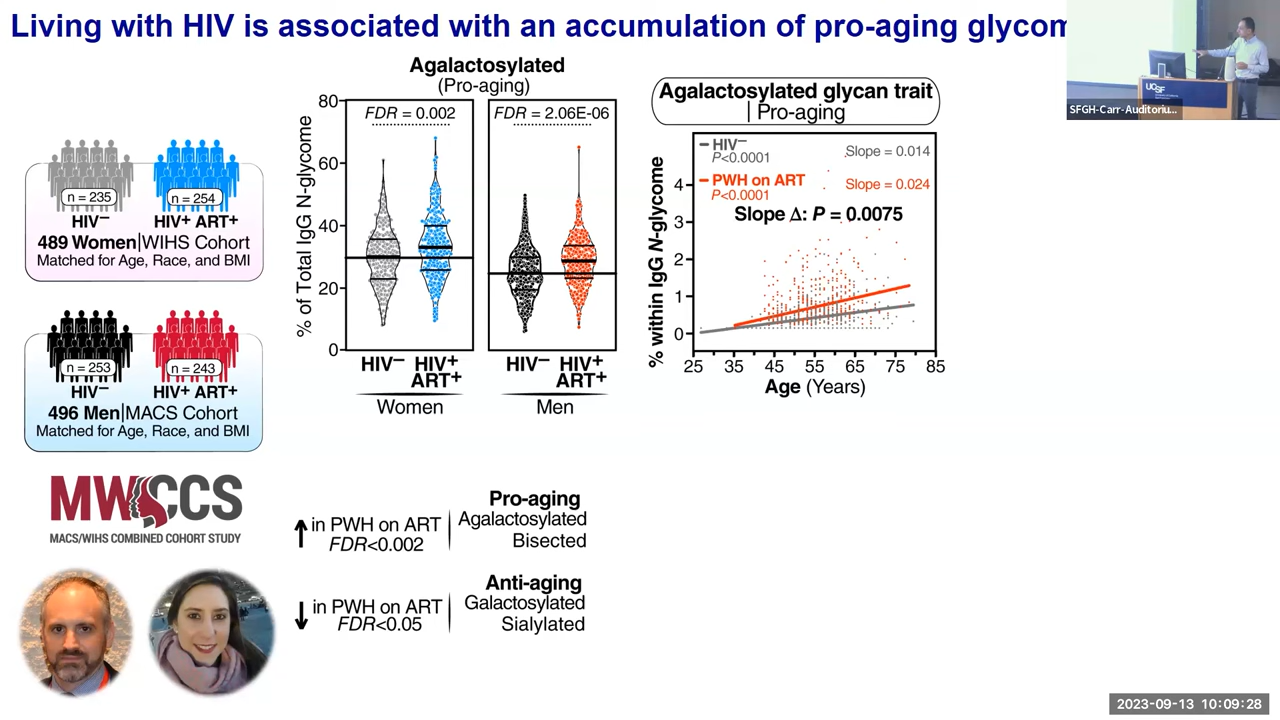 Living with HIV is associated with an accumulation of pro-aging glycom
UCSF
SFGH-Carr-Auditoriu...
n = 235
n = 254
HIV–
HIV+ ART+
489 Women|WIHS Cohort
Matched for Age, Race, and BMI
n = 253
n = 243
HIV–
HIV+ ART+
496 Men|MACS Cohort
Matched for Age, Race, and BMI
MWCCS
MACS/WIHS COMBINED COHORT STUDY
Agalactosylated
(Pro-aging)
% of Total IgG N-glycome
80
60
40
20
0
FDR = 0.002
FDR = 2.06E-06
HIV–
HIV+
ART+
HIV–
HIV+
ART+
Women
Men
Agalactosylated glycan trait
| Pro-aging
% within IgG N-glycome
HIV–
P<0.0001
Slope = 0.014
PWH on ART
P<0.0001
Slope = 0.024
Slope Δ: P = 0.0075
4
3
2
1
0
25 35 45 55 65 75 85
Age (Years)
↑ in PWH on ART
FDR<0.002
Pro-aging
Agalactosylated
Bisected
↓ in PWH on ART
FDR<0.05
Anti-aging
Galactosylated
Sialylated
2023-09-13 10:09:28